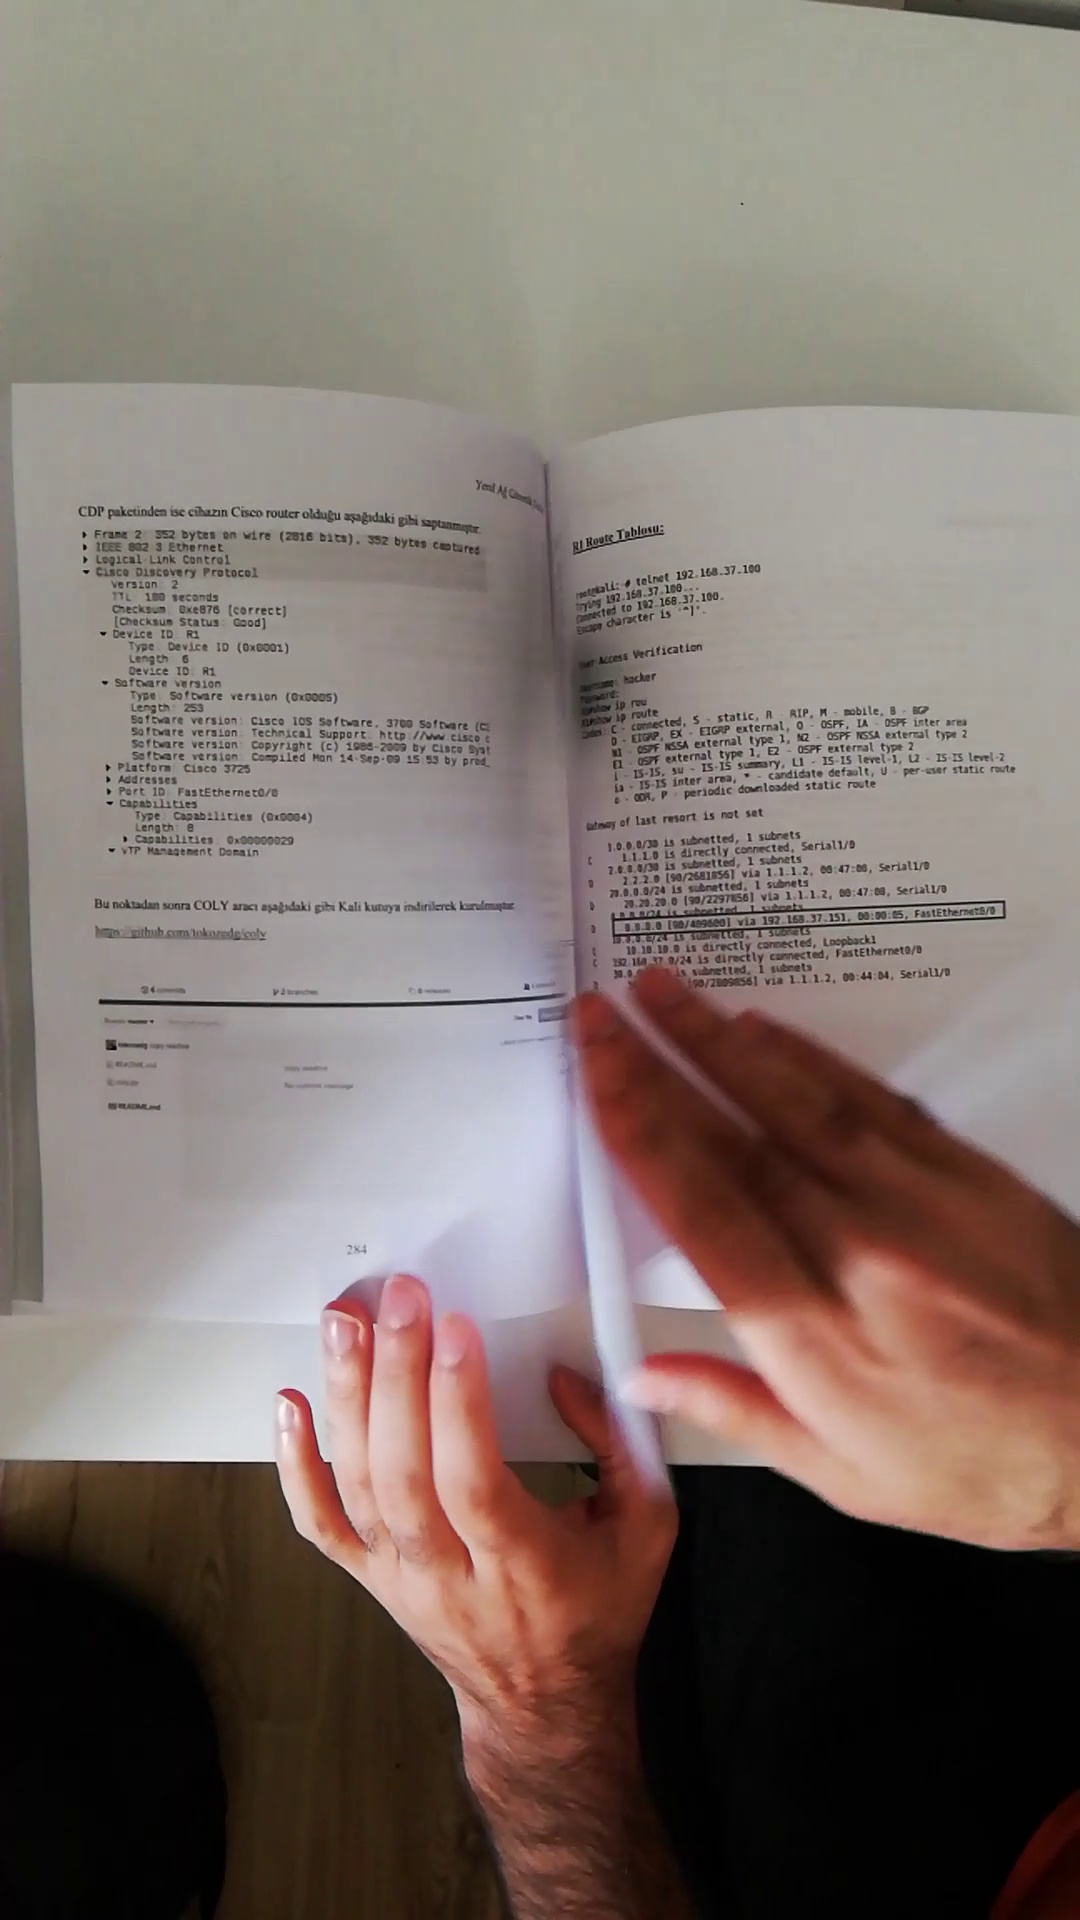 Yerel Ağ
CDP paketinden ise cihazın Cisco router olduğu aşağıdaki gibi saptanmıştır.
Frame 2: 352 bytes on wire (2816 bits), 352 bytes captured
IEEE 802.3 Ethernet
Logical-Link Control
Cisco Discovery Protocol
Version: 2
TTL: 180 seconds
Checksum: 0xe876 [correct]
[Checksum Status: Good]
Device ID: R1
Type: Device ID (0x0001)
Length: 6
Device ID: R1
Software version
Type: Software version (0x0005)
Length: 253
Software version: Cisco IOS Software, 3700 Software (C
Software version: Technical Support: http://www.cisco.c
Software version: Copyright (c) 1986-2009 by Cisco Syst
Software version: Compiled Mon 14-Sep-09 15:53 by prod_
Platform: Cisco 3725
Addresses
Port ID: FastEthernet0/0
Capabilities
Type: Capabilities (0x0004)
Length: 8
Capabilities: 0x00000029
VTP Management Domain
Bu noktadan sonra COLY aracı aşağıdaki gibi Kali kutuya indirilerek kurulmuştur.
https://github.com/tokozedg/coly
4 commits 2 branches 0 releases
README.md copy readme
No commit message
README.md
284
R1 Route Tablosu:
root@kali:~# telnet 192.168.37.100
Trying 192.168.37.100...
Connected to 192.168.37.100.
Escape character is '^]'.
User Access Verification
Username: hacker
Password:
R1#show ip rou
R1#show ip route
Codes: C - connected, S - static, R - RIP, M - mobile, B - BGP
D - EIGRP, EX - EIGRP external, O - OSPF, IA - OSPF inter area
N1 - OSPF NSSA external type 1, N2 - OSPF NSSA external type 2
E1 - OSPF external type 1, E2 - OSPF external type 2
i - IS-IS, su - IS-IS summary, L1 - IS-IS level-1, L2 - IS-IS level-2
ia - IS-IS inter area, * - candidate default, U - per-user static route
o - ODR, P - periodic downloaded static route
Gateway of last resort is not set
1.0.0.0/30 is subnetted, 1 subnets
C 1.1.1.0 is directly connected, Serial1/0
2.0.0.0/30 is subnetted, 1 subnets
D 2.2.2.0 [90/2681856] via 1.1.1.2, 00:47:08, Serial1/0
20.0.0.0/24 is subnetted, 1 subnets
D 20.20.20.0 [90/2297856] via 1.1.1.2, 00:47:08, Serial1/0
/24 is subnetted, 1 subnets
D [90/409600] via 192.168.37.151, 00:00:05, FastEthernet0/0
10.0.0.0/24 is subnetted, 1 subnets
C 10.10.10.0 is directly connected, Loopback1
C 192.168.37.0/24 is directly connected, FastEthernet0/0
30.0. is subnetted, 1 subnets
D [90/2809856] via 1.1.1.2, 00:44:04, Serial1/0